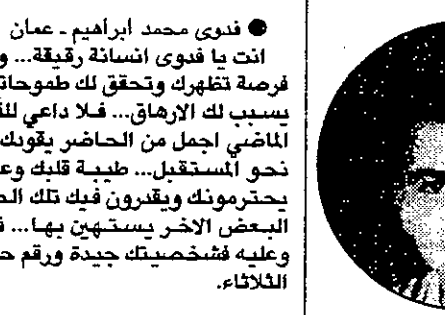 ● فدوى محمد ابراهيم - عمان
انت يا فدوى انسانة رقيقة... و
فرصة تظهرك وتحقق لك طموحات
يسبب لك الارهاق... فلا داعي لل
الماضي اجمل من الحاضر يقودك
نحو المستقبل... طيبة قلبك وع
يحترمونك ويقدرون فيك تلك الص
البعض الاخر يستهين بها... ف
وعليه فشخصيتك جيدة ورقم ح
الثلاثاء.